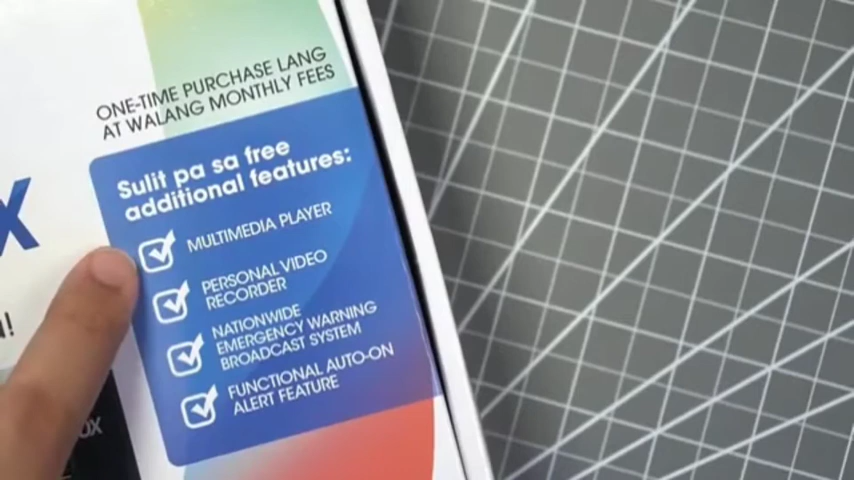 ONE-TIME PURCHASE LANG
AT WALANG MONTHLY FEES
Sulit pa sa free
additional features:
MULTIMEDIA PLAYER
PERSONAL VIDEO
RECORDER
NATIONWIDE
EMERGENCY WARNING
BROADCAST SYSTEM
FUNCTIONAL AUTO-ON
ALERT FEATURE